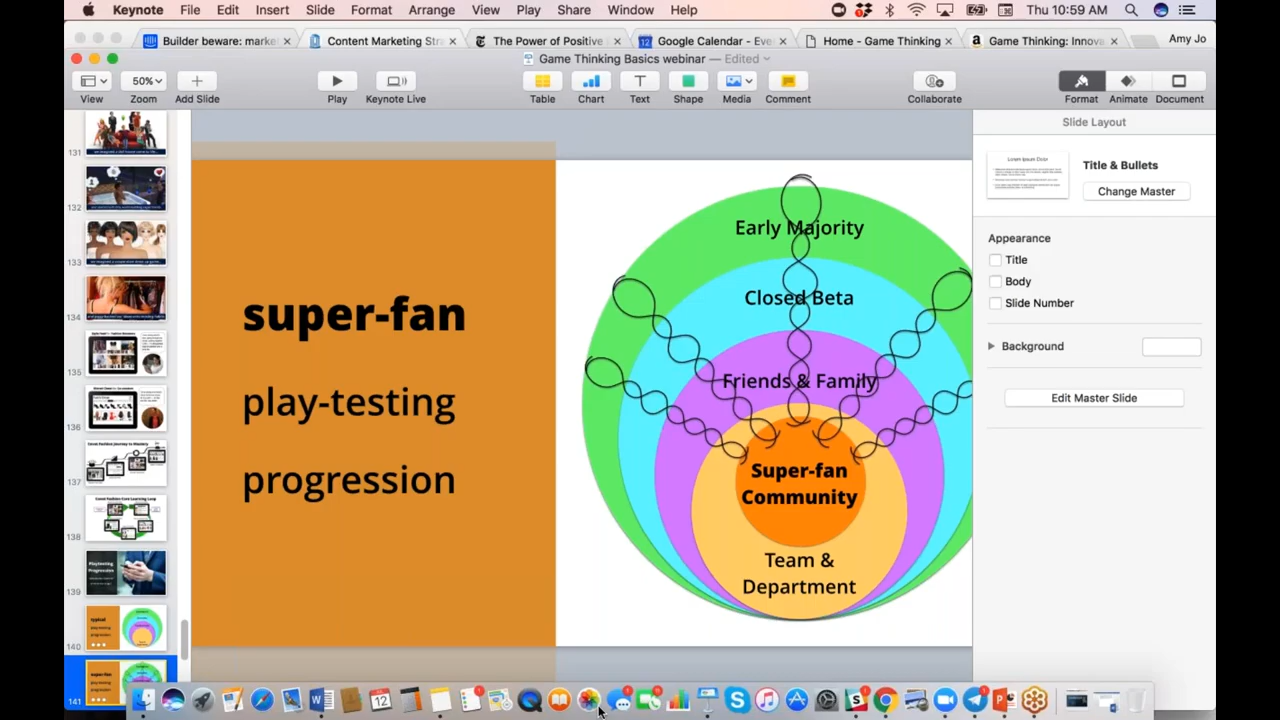 Keynote File Edit Insert Slide Format Arrange View Play Share Window Help Thu 10:59 AM
Builder beware: marke Content Marketing Stra The Power of Positive Google Calendar - Eve Home - Game Thinking Game Thinking: Innova Amy Jo
Game Thinking Basics webinar — Edited
50%
View Zoom Add Slide Play Keynote Live Table Chart Text Shape Media Comment Collaborate Format Animate Document
Slide Layout
Title & Bullets
Change Master
Appearance
Title
Body
Slide Number
Background
Edit Master Slide
131
132
133
134
135
136
137
138
139
140
141
super-fan
play-testing
progression
Early Majority
Closed Beta
Friends & Family
Super-fan
Community
Team &
Department